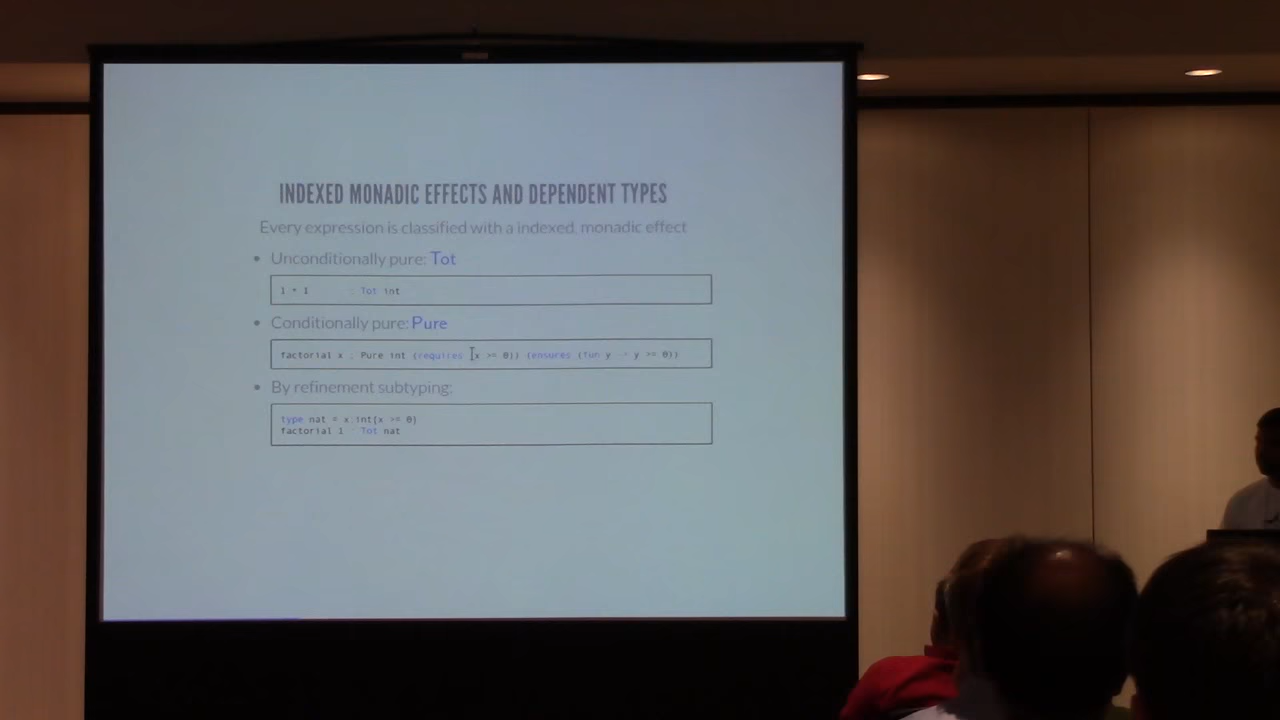 INDEXED MONADIC EFFECTS AND DEPENDENT TYPES
Every expression is classified with a indexed, monadic effect
• Unconditionally pure: Tot
: Tot int
• Conditionally pure: Pure
factorial x : Pure int (requires (x >= 0)) (ensures (fun y -> y >= 0))
• By refinement subtyping:
type nat = x:int{x >= 0}
factorial 1 : Tot nat